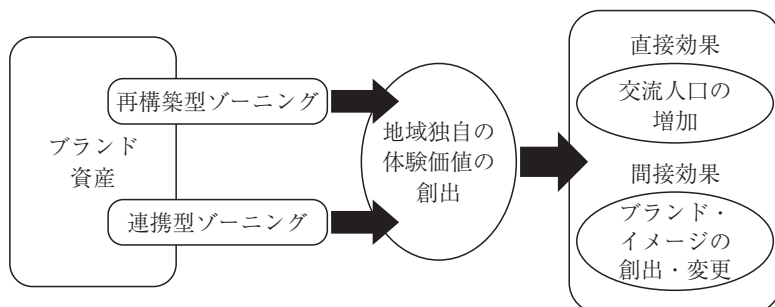 ブランド
資産
再構築型ゾーニング
連携型ゾーニング
地域独自の
体験価値の
創出
直接効果
交流人口の
増加
間接効果
ブランド・
イメージの
創出・変更